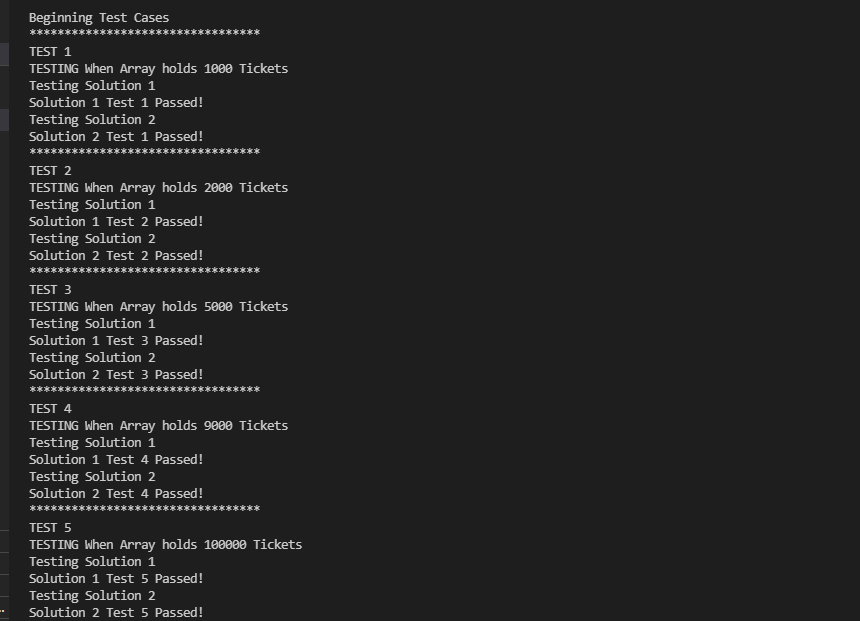 Beginning Test Cases
*********************************
TEST 1
TESTING When Array holds 1000 Tickets
Testing Solution 1
Solution 1 Test 1 Passed!
Testing Solution 2
Solution 2 Test 1 Passed!
*********************************
TEST 2
TESTING When Array holds 2000 Tickets
Testing Solution 1
Solution 1 Test 2 Passed!
Testing Solution 2
Solution 2 Test 2 Passed!
*********************************
TEST 3
TESTING When Array holds 5000 Tickets
Testing Solution 1
Solution 1 Test 3 Passed!
Testing Solution 2
Solution 2 Test 3 Passed!
*********************************
TEST 4
TESTING When Array holds 9000 Tickets
Testing Solution 1
Solution 1 Test 4 Passed!
Testing Solution 2
Solution 2 Test 4 Passed!
*********************************
TEST 5
TESTING When Array holds 100000 Tickets
Testing Solution 1
Solution 1 Test 5 Passed!
Testing Solution 2
Solution 2 Test 5 Passed!